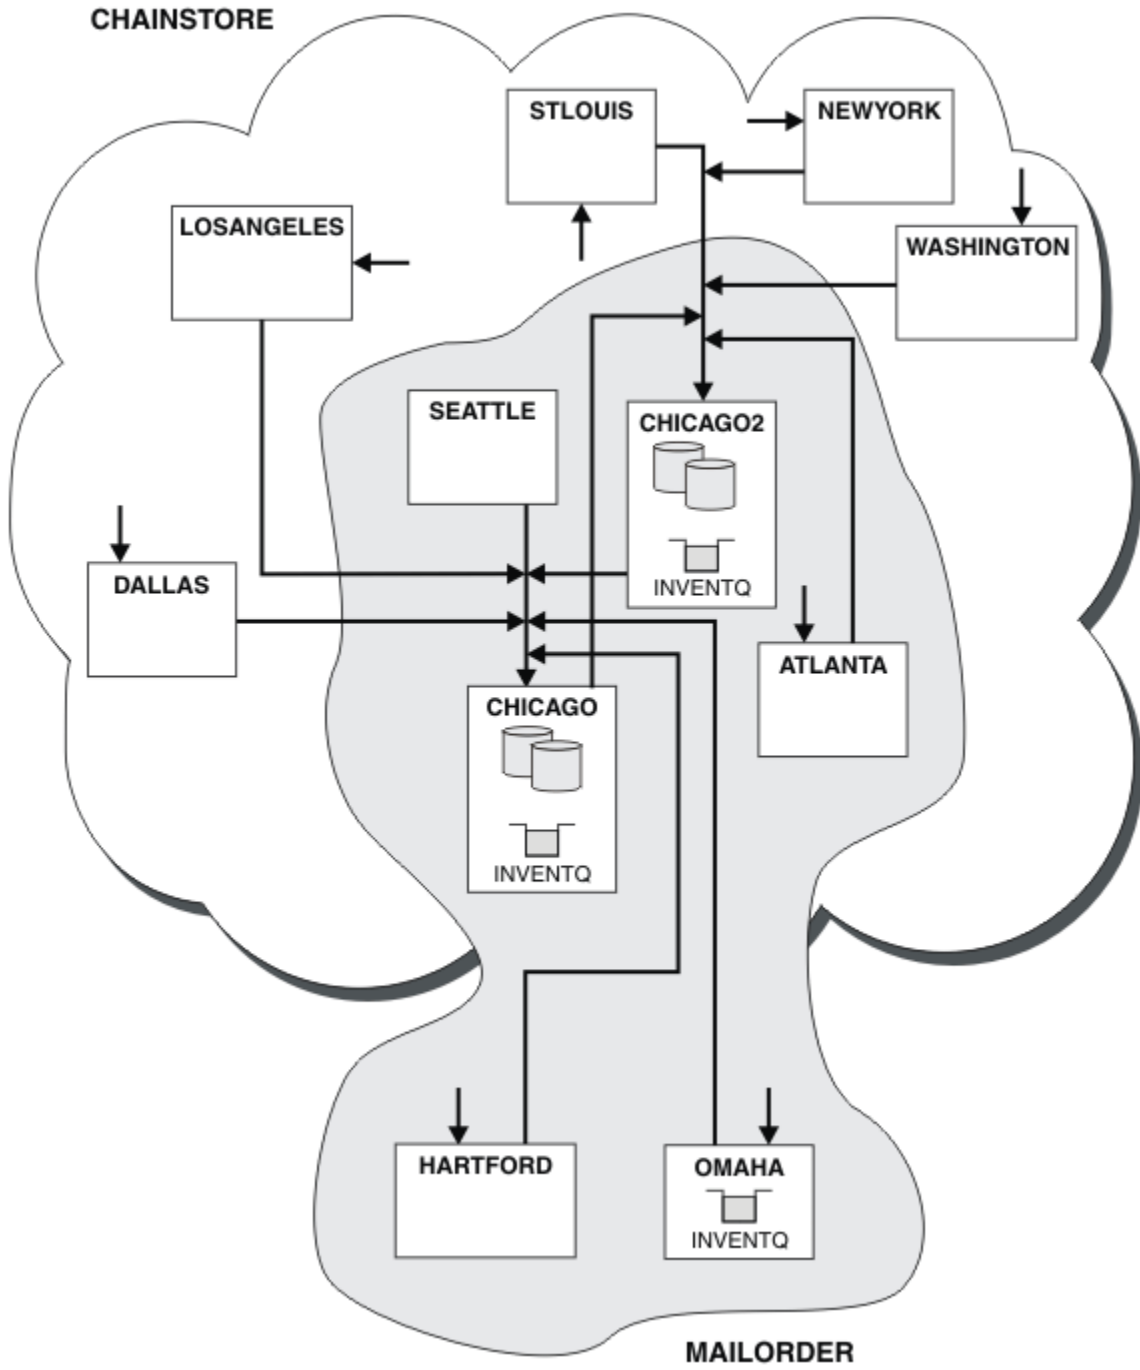 CHAINSTORE
STLOUIS
NEWYORK
LOSANGELES
WASHINGTON
SEATTLE
CHICAGO2
INVENTQ
DALLAS
ATLANTA
CHICAGO
INVENTQ
HARTFORD
OMAHA
INVENTQ
MAILORDER